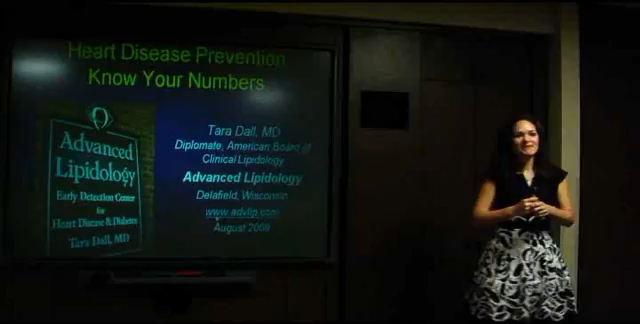 Heart Disease Prevention
Know Your Numbers
Advanced
Lipidology
Early Detection Center
for
Heart Disease & Diabetes
Tara Dall, MD
Tara Dall, MD
Diplomate, American Board of
Clinical Lipidology
Advanced Lipidology
Delafield, Wisconsin
www.advlip.com
August 2009